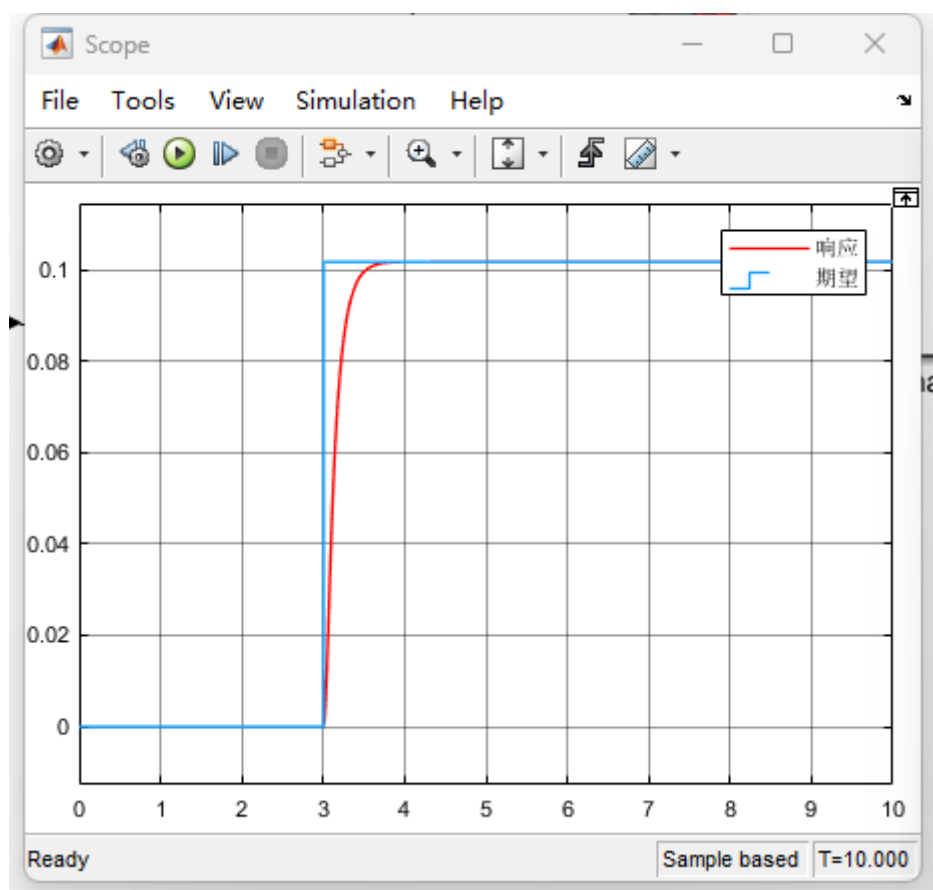 Scope
File Tools View Simulation Help
响应
期望
0.1
0.08
0.06
0.04
0.02
0
0 1 2 3 4 5 6 7 8 9 10
Ready Sample based T=10.000